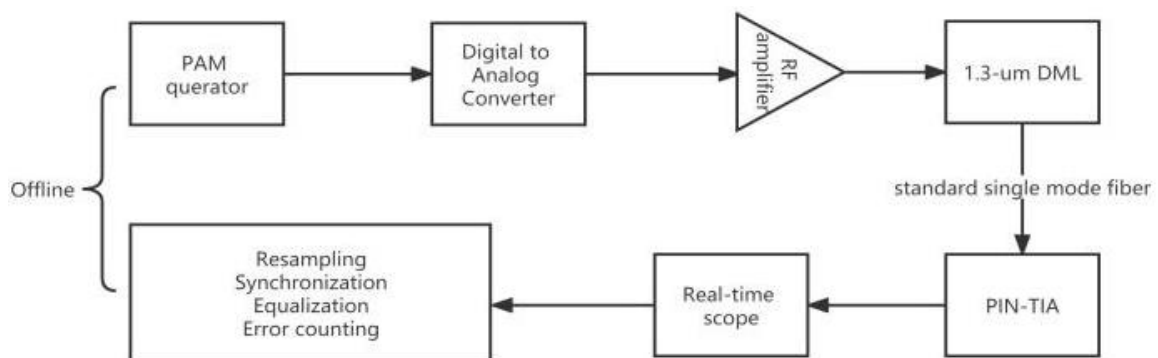 PAM
querator
Digital to
Analog
Converter
RF
amplifier
1.3-um DML
Offline
standard single mode fiber
Resampling
Synchronization
Equalization
Error counting
Real-time
scope
PIN-TIA